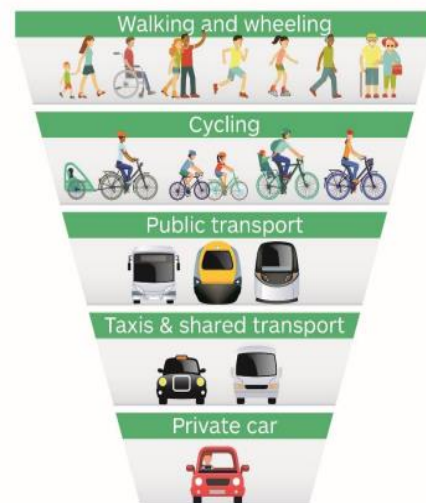 Walking and wheeling
Cycling
Public transport
Taxis & shared transport
Private car